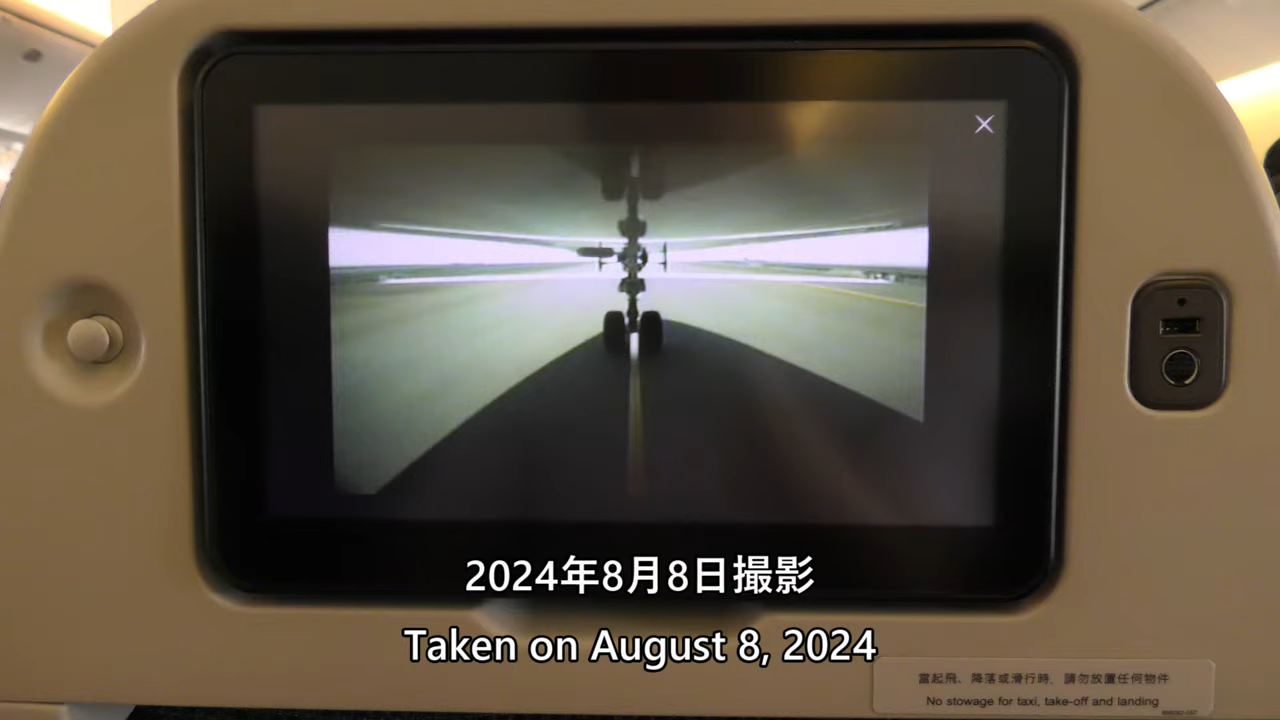 2024年8月8日撮影
Taken on August 8, 2024
當起飛、降落或滑行時，請勿放置任何物件
No stowage for taxi, take-off and landing